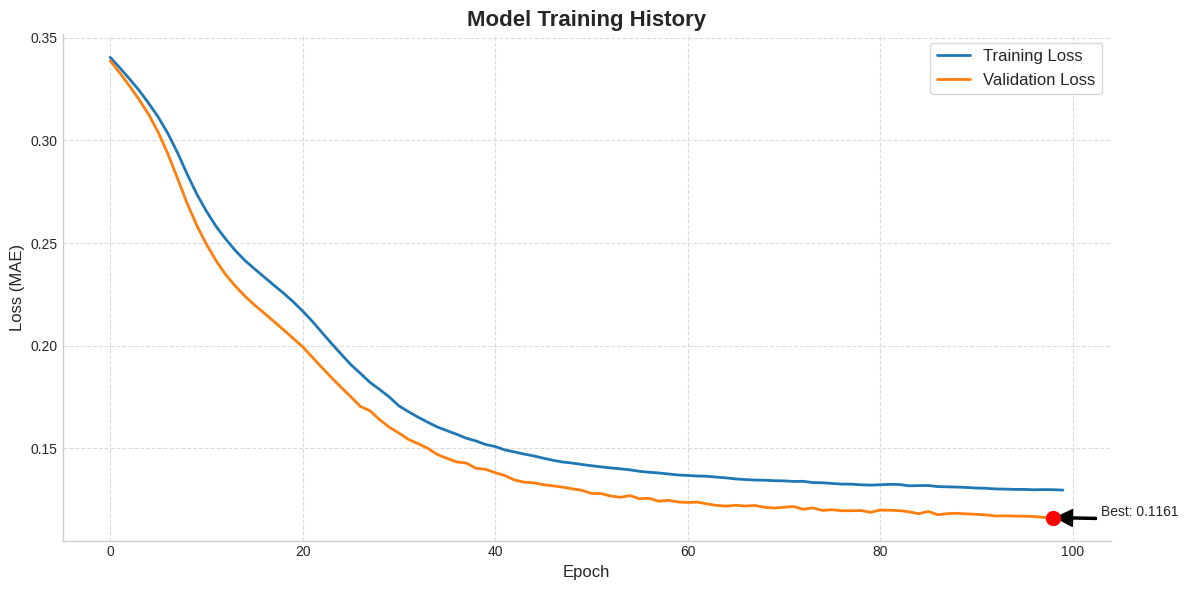 Model Training History
0.35
0.30
0.25
0.20
0.15
Loss (MAE)
Training Loss
Validation Loss
Best: 0.1161
0 20 40 60 80 100
Epoch